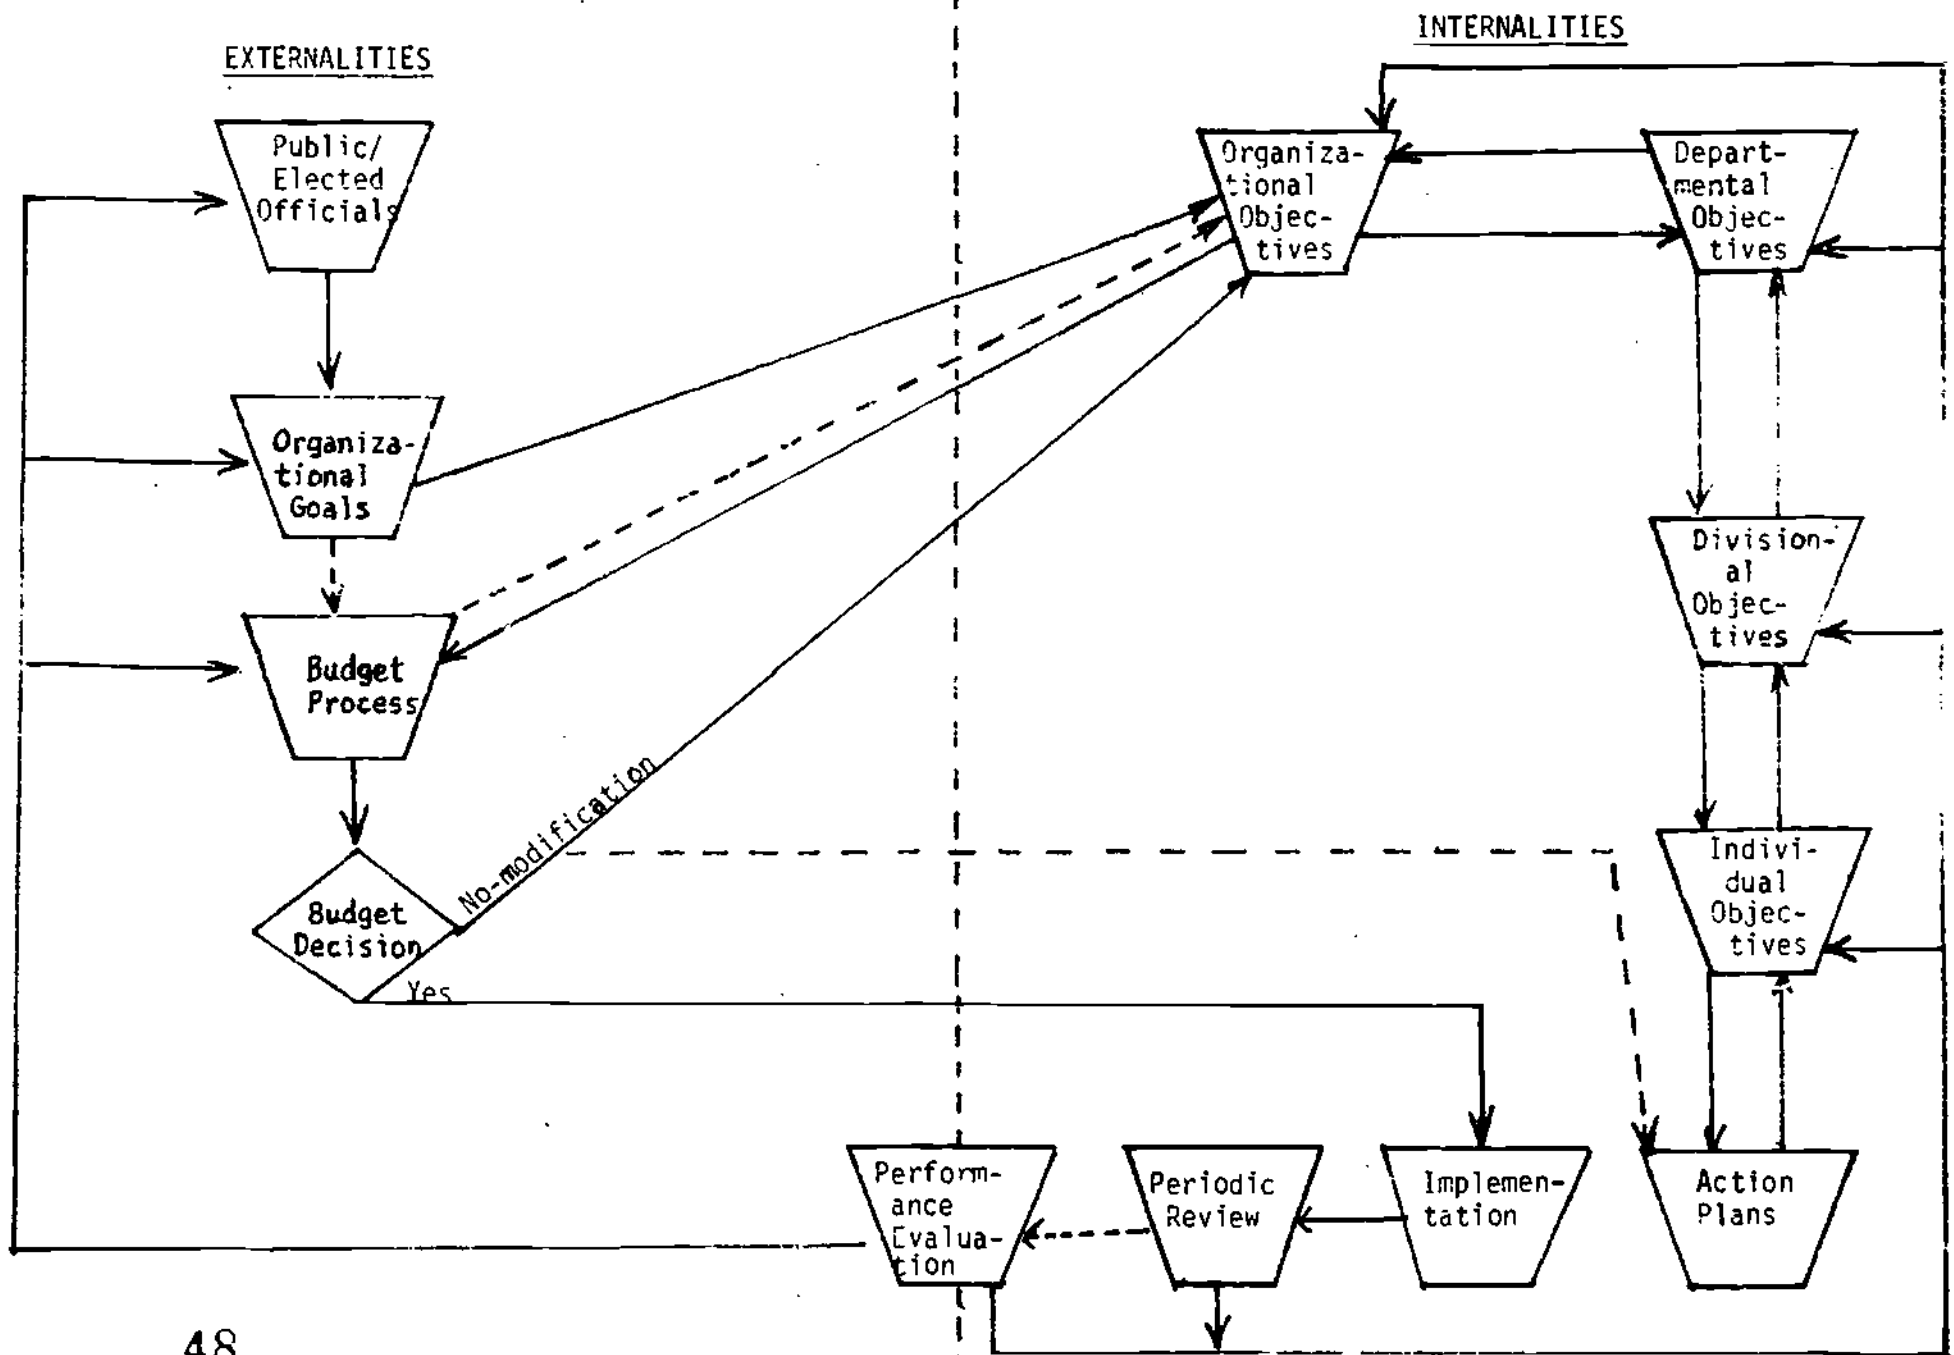 EXTERNALITIES
Public/
Elected
Officials
Organiza-
tional
Goals
Budget
Process
Budget
Decision
No-modification
Yes
INTERNALITIES
Organiza-
tional
Objec-
tives
Depart-
mental
Objec-
tives
Division-
al
Objec-
tives
Indivi-
dual
Objec-
tives
Action
Plans
Implemen-
tation
Periodic
Review
Perform-
ance
Evalua-
tion
48